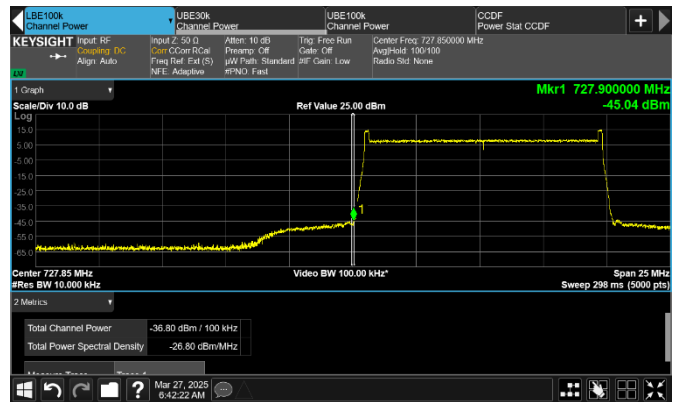 LBE100k
Channel Power
UBE30k
Channel Power
UBE100k
Channel Power
CCDF
Power Stat CCDF
KEYSIGHT
Input: RF
Coupling: DC
Align: Auto
Input Z: 50 Ω
Corr CCorr RCal
Freq Ref: Ext (S)
NFE: Adaptive
Atten: 10 dB
Preamp: Off
µW Path: Standard
#PNO: Fast
Trig: Free Run
Gate: Off
#IF Gain: Low
Center Freq: 727.850000 MHz
Avg|Hold: 100/100
Radio Std: None
LXI
1 Graph
Mkr1 727.900000 MHz
Scale/Div 10.0 dB
Ref Value 25.00 dBm
-45.04 dBm
Log
15.0
5.00
-5.00
-15.0
-25.0
-35.0
-45.0
-55.0
-65.0
1
Center 727.85 MHz
Video BW 100.00 kHz*
Span 25 MHz
#Res BW 10.000 kHz
Sweep 298 ms (5000 pts)
2 Metrics
Total Channel Power -36.80 dBm / 100 kHz
Total Power Spectral Density -26.80 dBm/MHz
Mar 27, 2025
6:42:22 AM